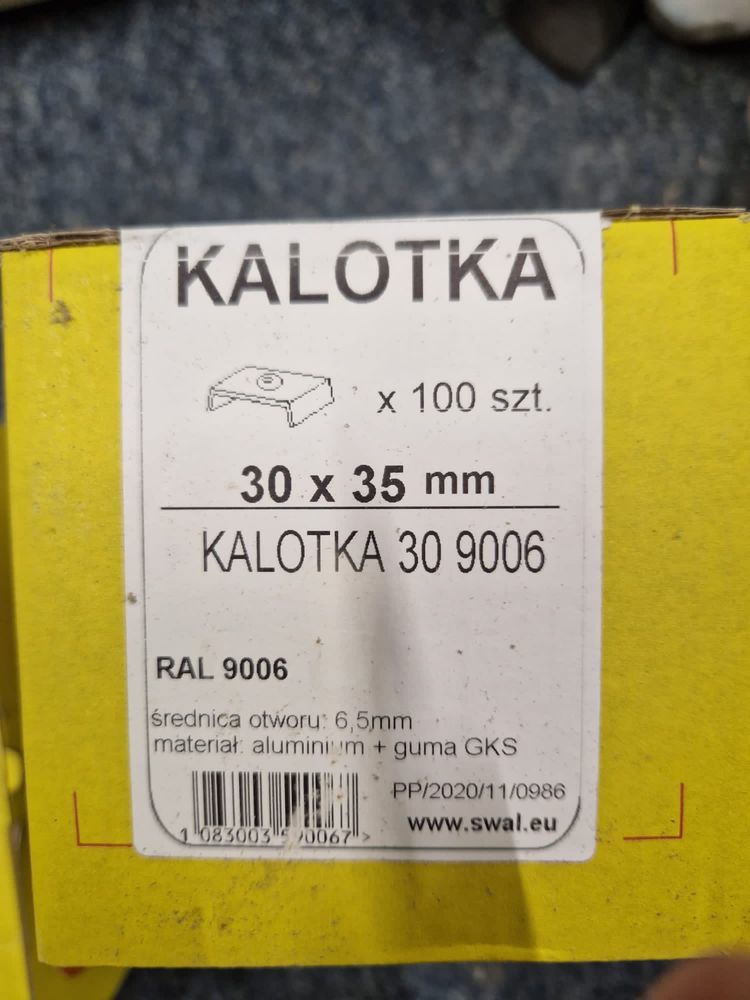 KALOTKA
x 100 szt.
30 x 35 mm
KALOTKA 30 9006
RAL 9006
średnica otworu: 6,5mm
materiał: aluminium + guma GKS
PP/2020/11/0986
www.swal.eu